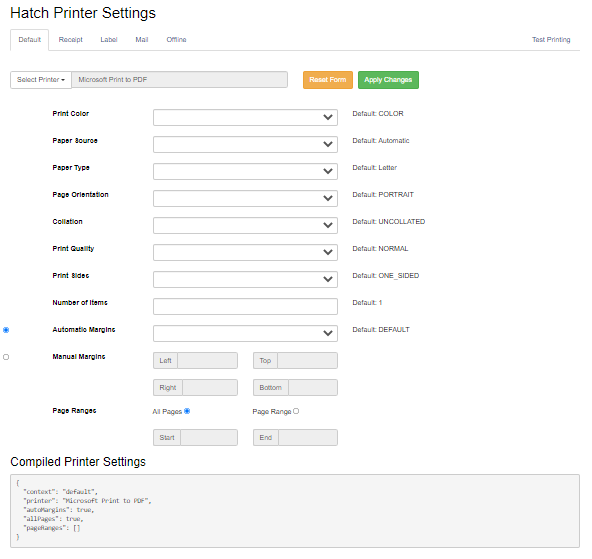 Hatch Printer Settings
Default Receipt Label Mail Offline Test Printing
Select Printer Microsoft Print to PDF Reset Form Apply Changes
Print Color Default: COLOR
Paper Source Default: Automatic
Paper Type Default: Letter
Page Orientation Default: PORTRAIT
Collation Default: UNCOLLATED
Print Quality Default: NORMAL
Print Sides Default: ONE_SIDED
Number of Items Default: 1
Automatic Margins Default: DEFAULT
Manual Margins Left Top
Right Bottom
Page Ranges All Pages Page Range
Start End
Compiled Printer Settings
{
"context": "default",
"printer": "Microsoft Print to PDF",
"autoMargins": true,
"allPages": true,
"pageRanges": []
}